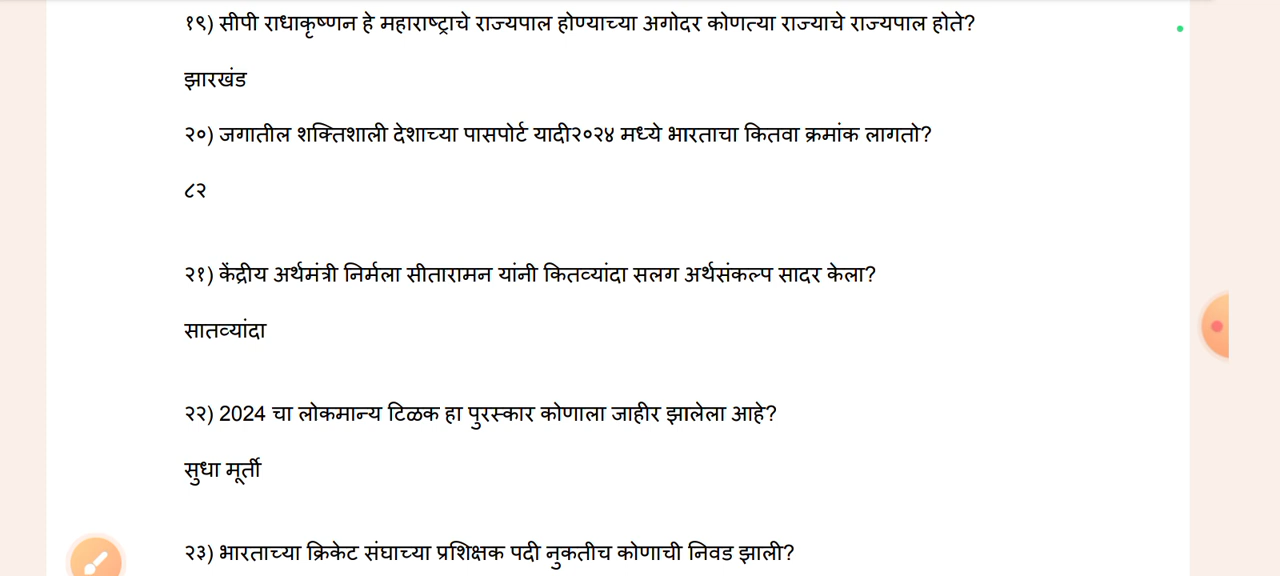 १९) सीपी राधाकृष्णन हे महाराष्ट्राचे राज्यपाल होण्याच्या अगोदर कोणत्या राज्याचे राज्यपाल होते?
झारखंड
२०) जगातील शक्तिशाली देशाच्या पासपोर्ट यादी२०२४ मध्ये भारताचा कितवा क्रमांक लागतो?
८२
२१) केंद्रीय अर्थमंत्री निर्मला सीतारामन यांनी कितव्यांदा सलग अर्थसंकल्प सादर केला?
सातव्यांदा
२२) 2024 चा लोकमान्य टिळक हा पुरस्कार कोणाला जाहीर झालेला आहे?
सुधा मूर्ती
२३) भारताच्या क्रिकेट संघाच्या प्रशिक्षक पदी नुकतीच कोणाची निवड झाली?